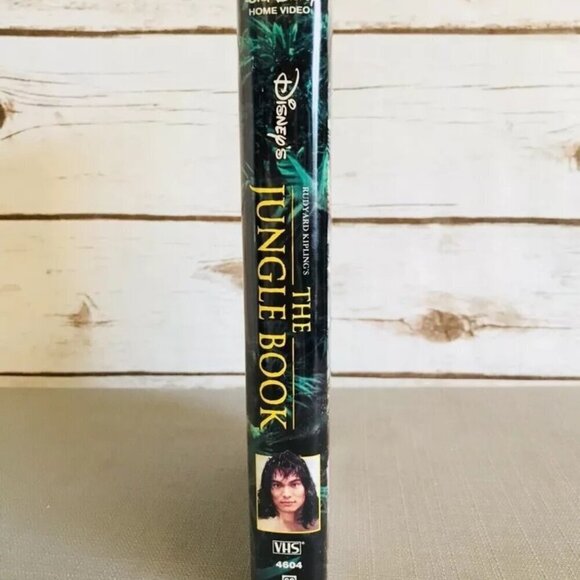 HOME VIDEO
Disney's
RUDYARD KIPLING'S
THE
JUNGLE BOOK
VHS
4604